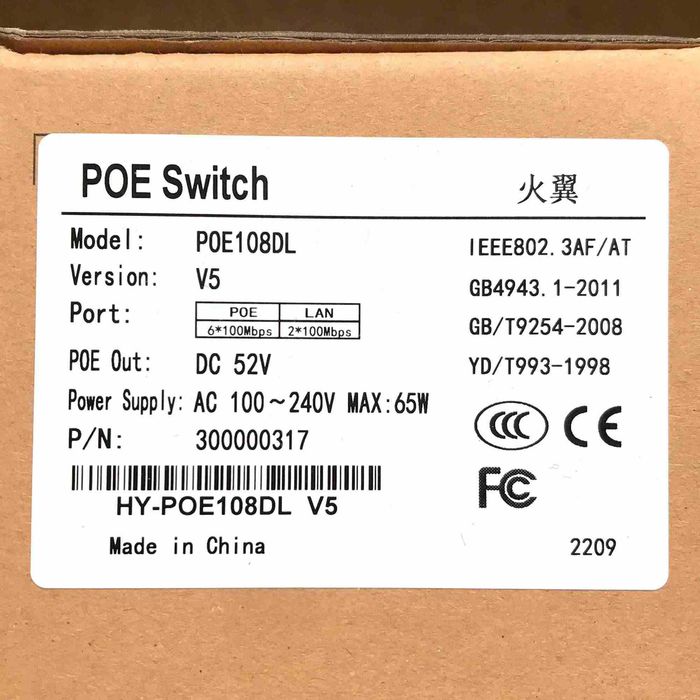 POE Switch 火翼
Model: POE108DL
Version: V5
Port: POE LAN
6*100Mbps 2*100Mbps
POE Out: DC 52V
Power Supply: AC 100~240V MAX:65W
P/N: 300000317
IEEE802.3AF/AT
GB4943.1-2011
GB/T9254-2008
YD/T993-1998
CCC CE
FC
HY-POE108DL V5
Made in China 2209